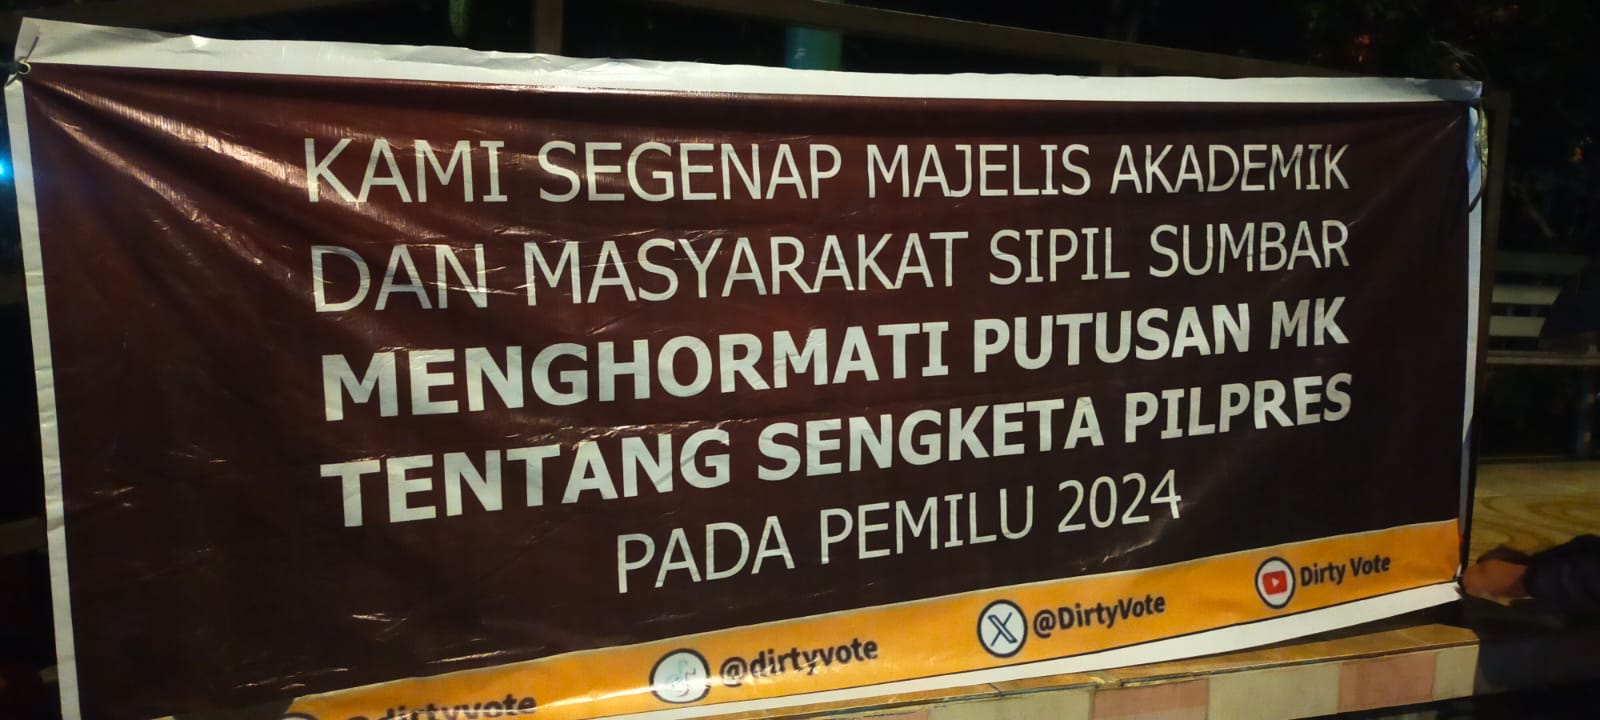 KAMI SEGENAP MAJELIS AKADEMIK
DAN MASYARAKAT SIPIL SUMBAR
MENGHORMATI PUTUSAN MK
TENTANG SENGKETA PILPRES
PADA PEMILU 2024
@dirtyvote
@dirtyvote
@DirtyVote
Dirty Vote